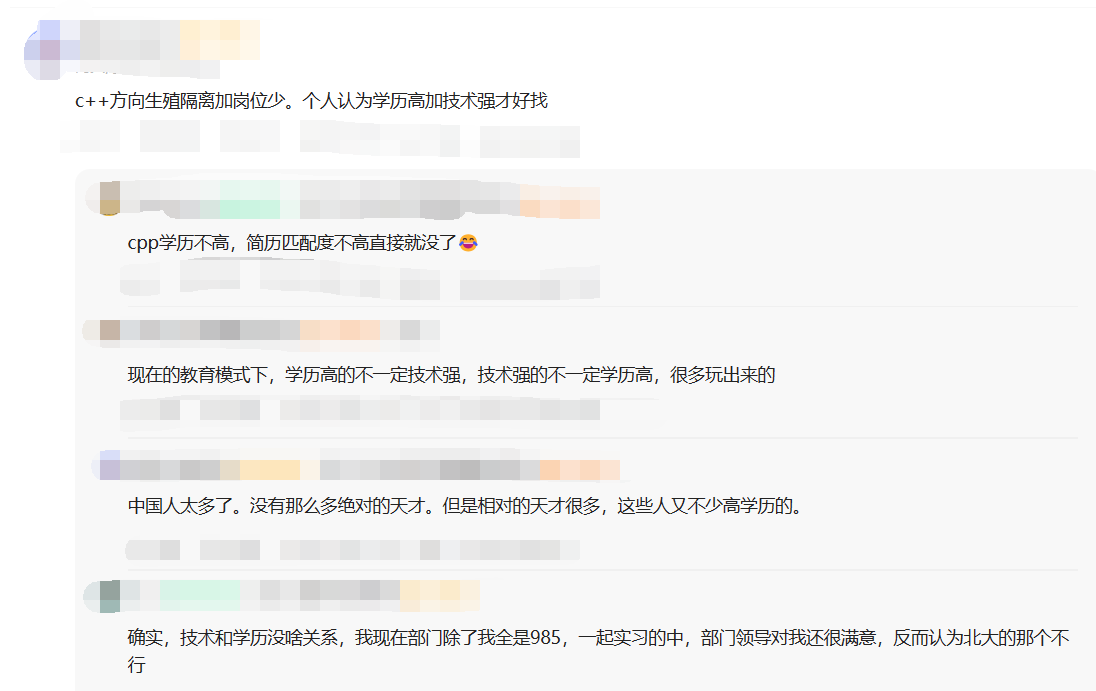 c++方向生殖隔离加岗位少。个人认为学历高加技术强才好找
cpp学历不高，简历匹配度不高直接就没了😂
现在的教育模式下，学历高的不一定技术强，技术强的不一定学历高，很多玩出来的
中国人太多了。没有那么多绝对的天才。但是相对的天才很多，这些人又不少高学历的。
确实，技术和学历没啥关系，我现在部门除了我全是985，一起实习的中，部门领导对我还很满意，反而认为北大的那个不
行